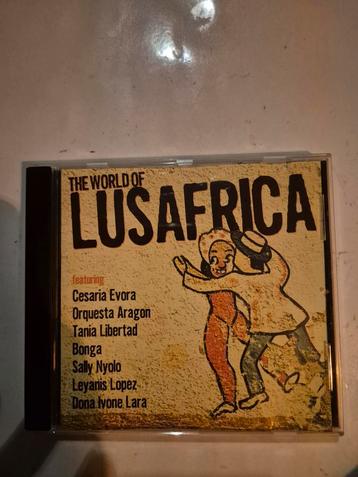 THE WORLD OF
LUSAFRICA
featuring
Cesaria Evora
Orquesta Aragon
Tania Libertad
Bonga
Sally Nyolo
Leyanis Lopez
Dona Ivone Lara